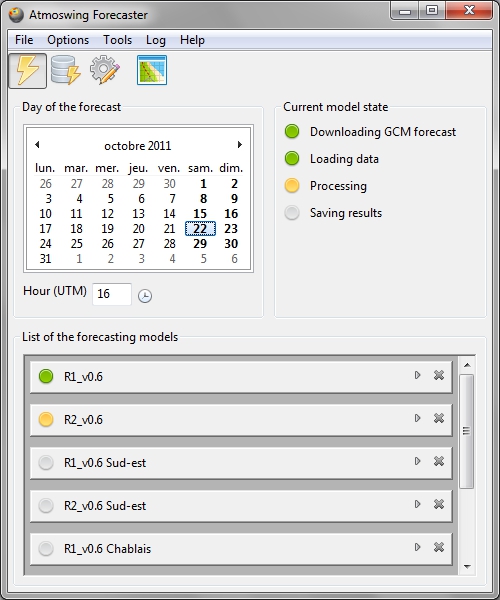 Atmoswing Forecaster
File Options Tools Log Help
Day of the forecast
octobre 2011
lun. mar. mer. jeu. ven. sam. dim.
26 27 28 29 30 1 2
3 4 5 6 7 8 9
10 11 12 13 14 15 16
17 18 19 20 21 22 23
24 25 26 27 28 29 30
31 1 2 3 4 5 6
Hour (UTM) 16
Current model state
Downloading GCM forecast
Loading data
Processing
Saving results
List of the forecasting models
R1_v0.6
R2_v0.6
R1_v0.6 Sud-est
R2_v0.6 Sud-est
R1_v0.6 Chablais